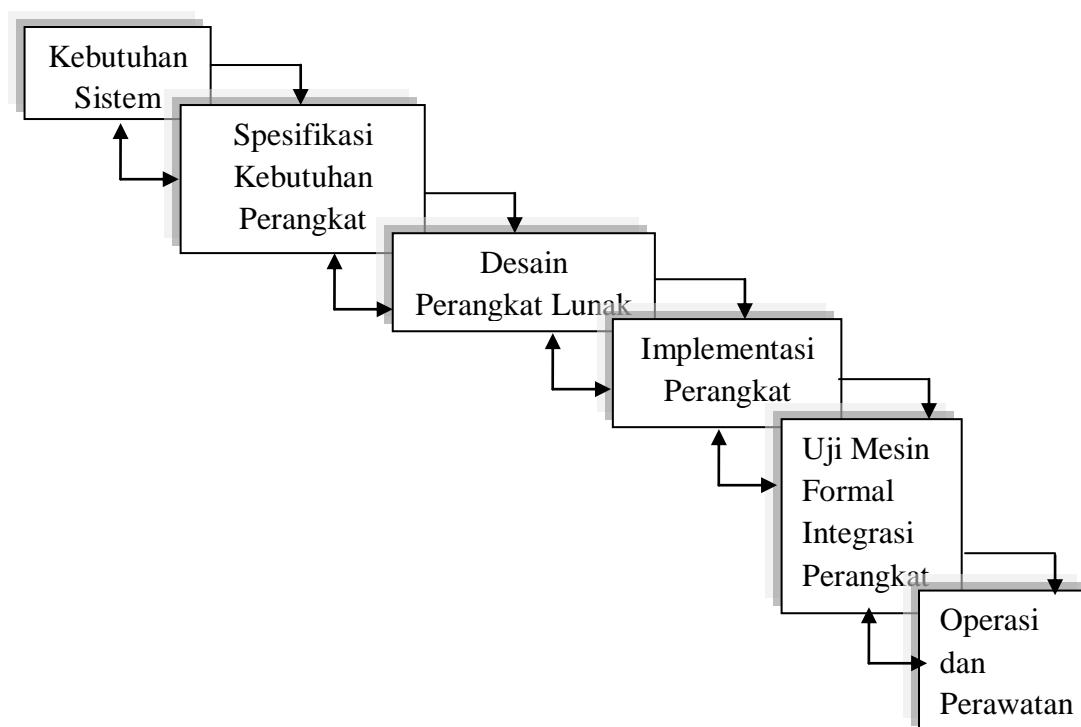 Kebutuhan
Sistem
Spesifikasi
Kebutuhan
Perangkat
Desain
Perangkat Lunak
Implementasi
Perangkat
Uji Mesin
Formal
Integrasi
Perangkat
Operasi
dan
Perawatan